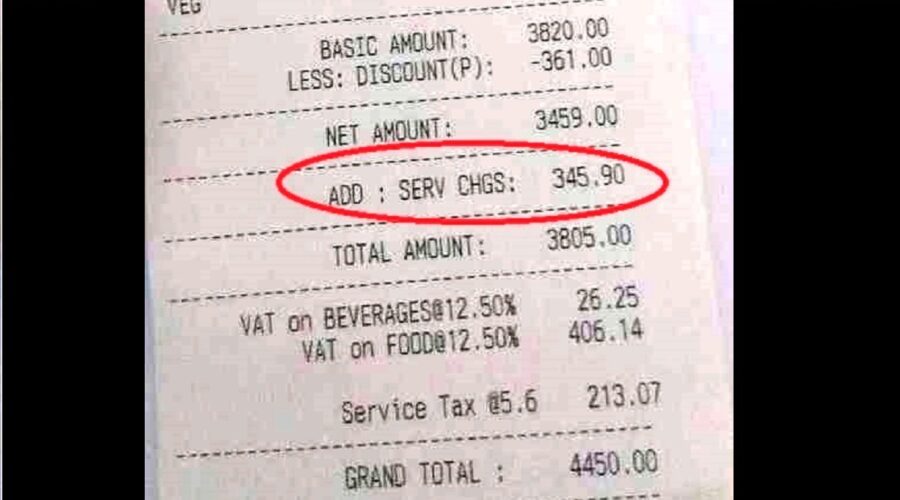 VEG
BASIC AMOUNT: 3820.00
LESS: DISCOUNT(P): -361.00
NET AMOUNT: 3459.00
ADD : SERV CHGS: 345.90
TOTAL AMOUNT: 3805.00
VAT on BEVERAGES@12.50% 26.25
VAT on FOOD@12.50% 406.14
Service Tax @5.6 213.07
GRAND TOTAL : 4450.00